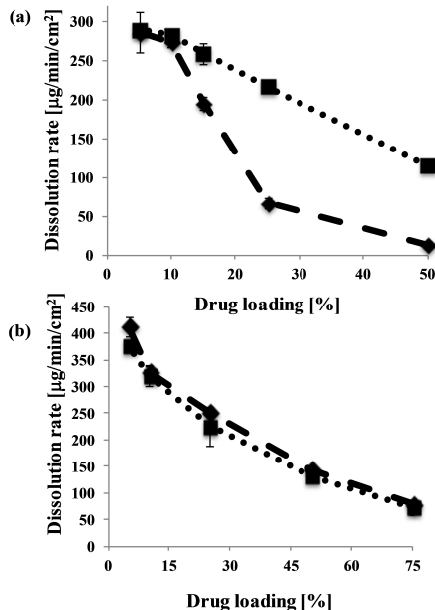 (a)
Dissolution rate [µg/min/cm²]
300
250
200
150
100
50
0
0 10 20 30 40 50
Drug loading [%]
(b)
Dissolution rate [µg/min/cm²]
450
400
350
300
250
200
150
100
50
0
0 15 30 45 60 75
Drug loading [%]